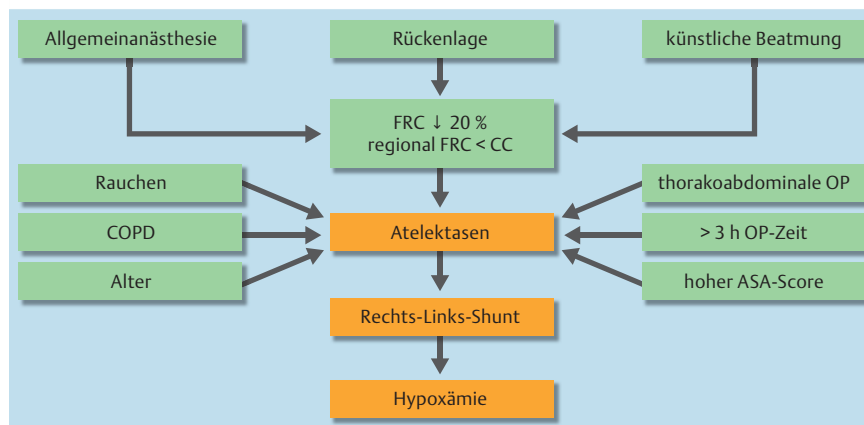 Allgemeinanästhesie
Rückenlage
künstliche Beatmung
FRC ↓ 20 %
regional FRC < CC
Rauchen
thorakoabdominale OP
COPD
Atelektasen
> 3 h OP-Zeit
Alter
hoher ASA-Score
Rechts-Links-Shunt
Hypoxämie